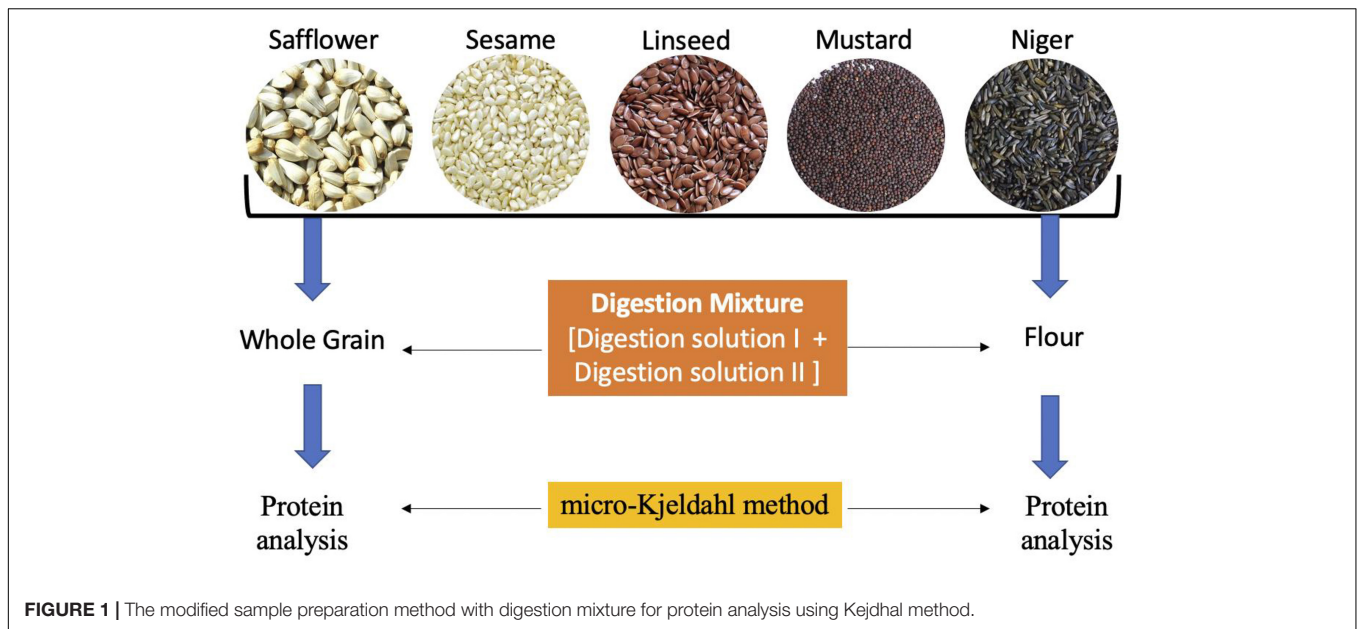 Safflower
Sesame
Linseed
Mustard
Niger
Digestion Mixture
[Digestion solution I +
Digestion solution II ]
Whole Grain
Flour
micro-Kjeldahl method
Protein
analysis
Protein
analysis
FIGURE 1 | The modified sample preparation method with digestion mixture for protein analysis using Kejdhal method.